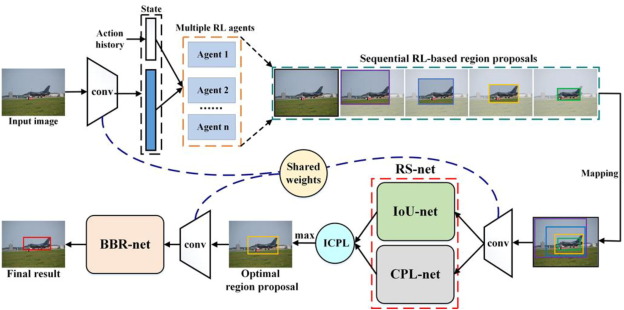 State
Multiple RL agents
Action
history
Agent 1
Agent 2
......
Agent n
Sequential RL-based region proposals
conv
Input image
Shared
weights
Mapping
RS-net
IoU-net
CPL-net
conv
ICPL
max
Optimal
region proposal
conv
BBR-net
Final result